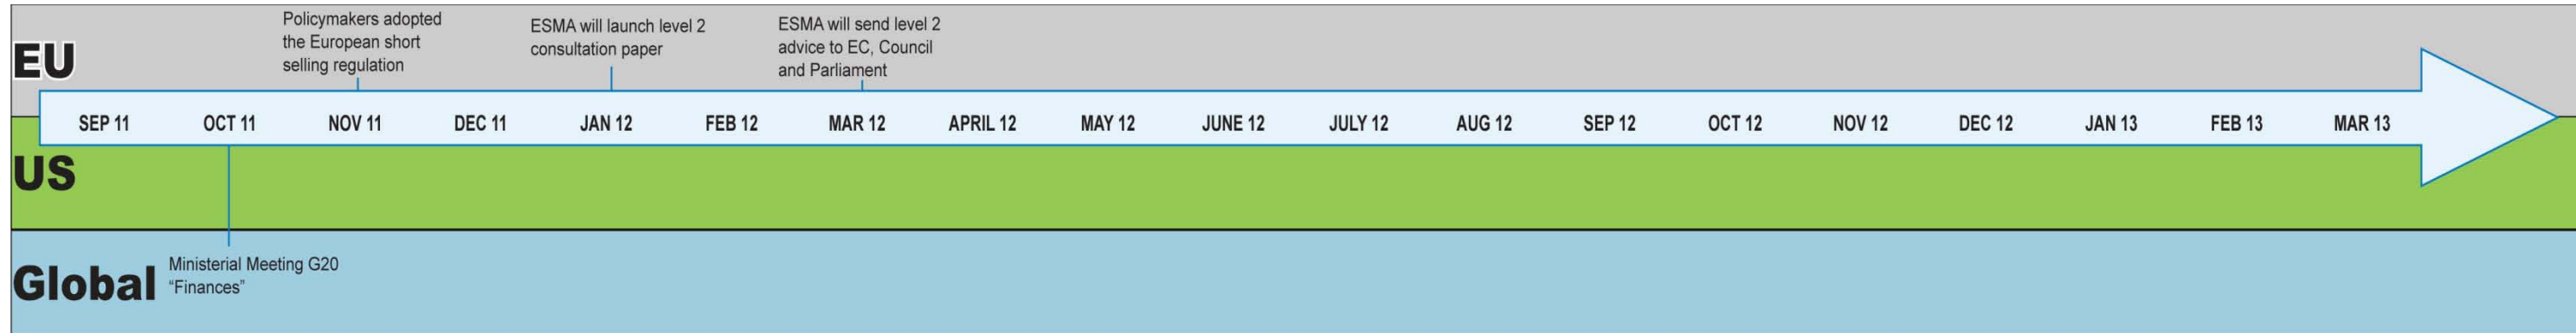 EU
Policymakers adopted
the European short
selling regulation
ESMA will launch level 2
consultation paper
ESMA will send level 2
advice to EC, Council
and Parliament
SEP 11 OCT 11 NOV 11 DEC 11 JAN 12 FEB 12 MAR 12 APRIL 12 MAY 12 JUNE 12 JULY 12 AUG 12 SEP 12 OCT 12 NOV 12 DEC 12 JAN 13 FEB 13 MAR 13
US
Global
Ministerial Meeting G20
“Finances”